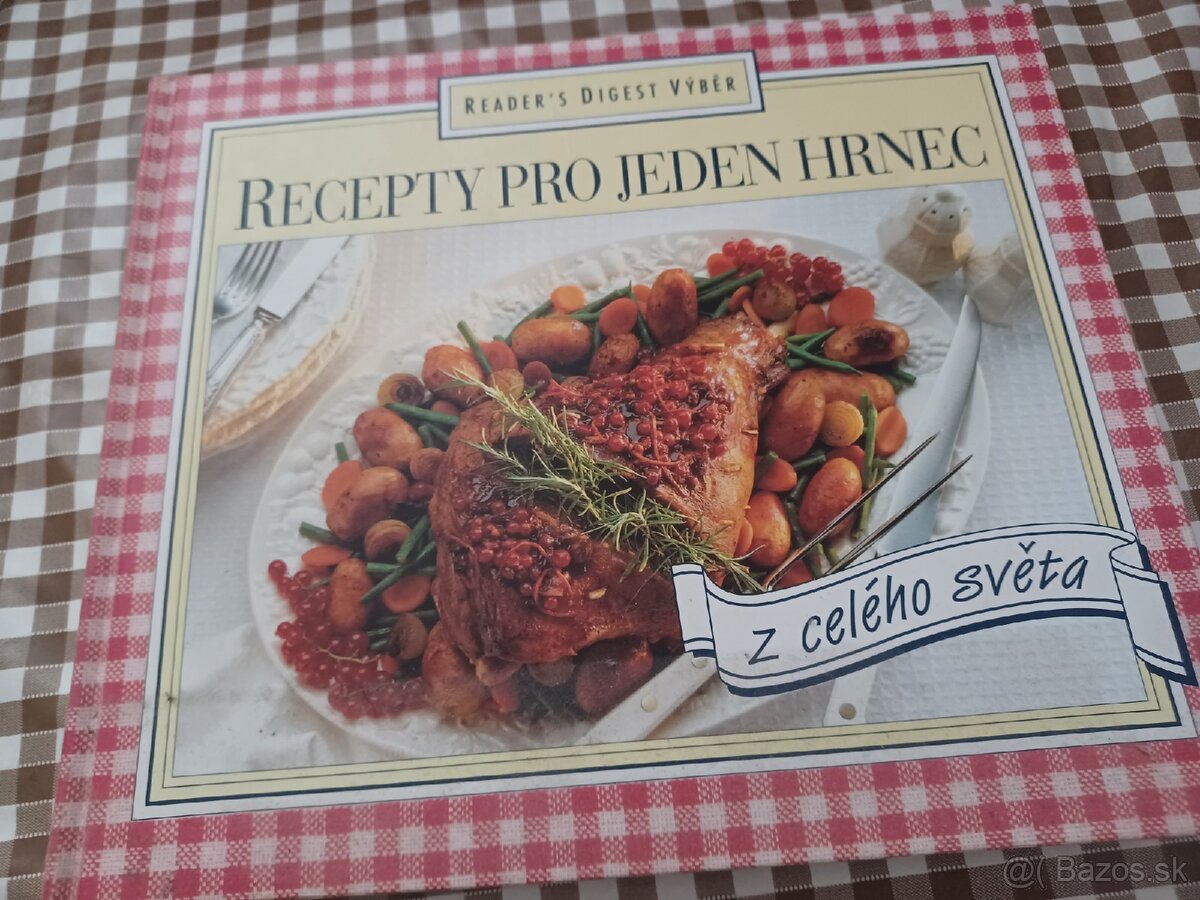 READER'S DIGEST VÝBĚR
RECEPTY PRO JEDEN HRNEC
z celého světa
@( Bazos.sk